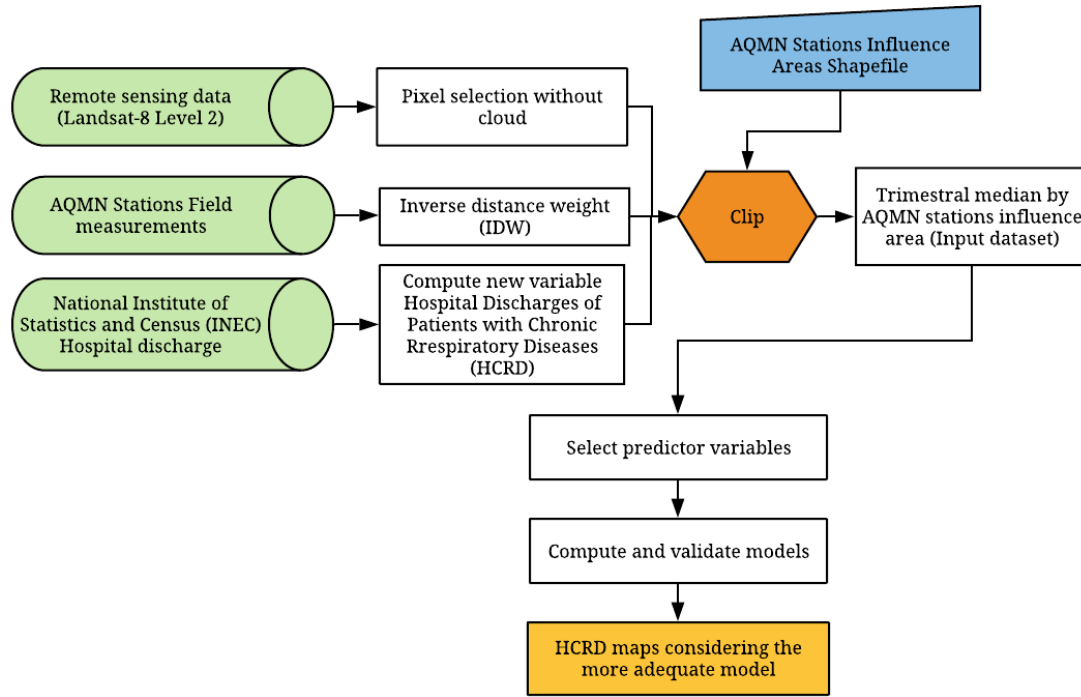 AQMN Stations Influence
Areas Shapefile
Remote sensing data
(Landsat-8 Level 2)
Pixel selection without
cloud
AQMN Stations Field
measurements
Inverse distance weight
(IDW)
Clip
Trimestral median by
AQMN stations influence
area (Input dataset)
National Institute of
Statistics and Census (INEC)
Hospital discharge
Compute new variable
Hospital Discharges of
Patients with Chronic
Rrespiratory Diseases
(HCRD)
Select predictor variables
Compute and validate models
HCRD maps considering the
more adequate model